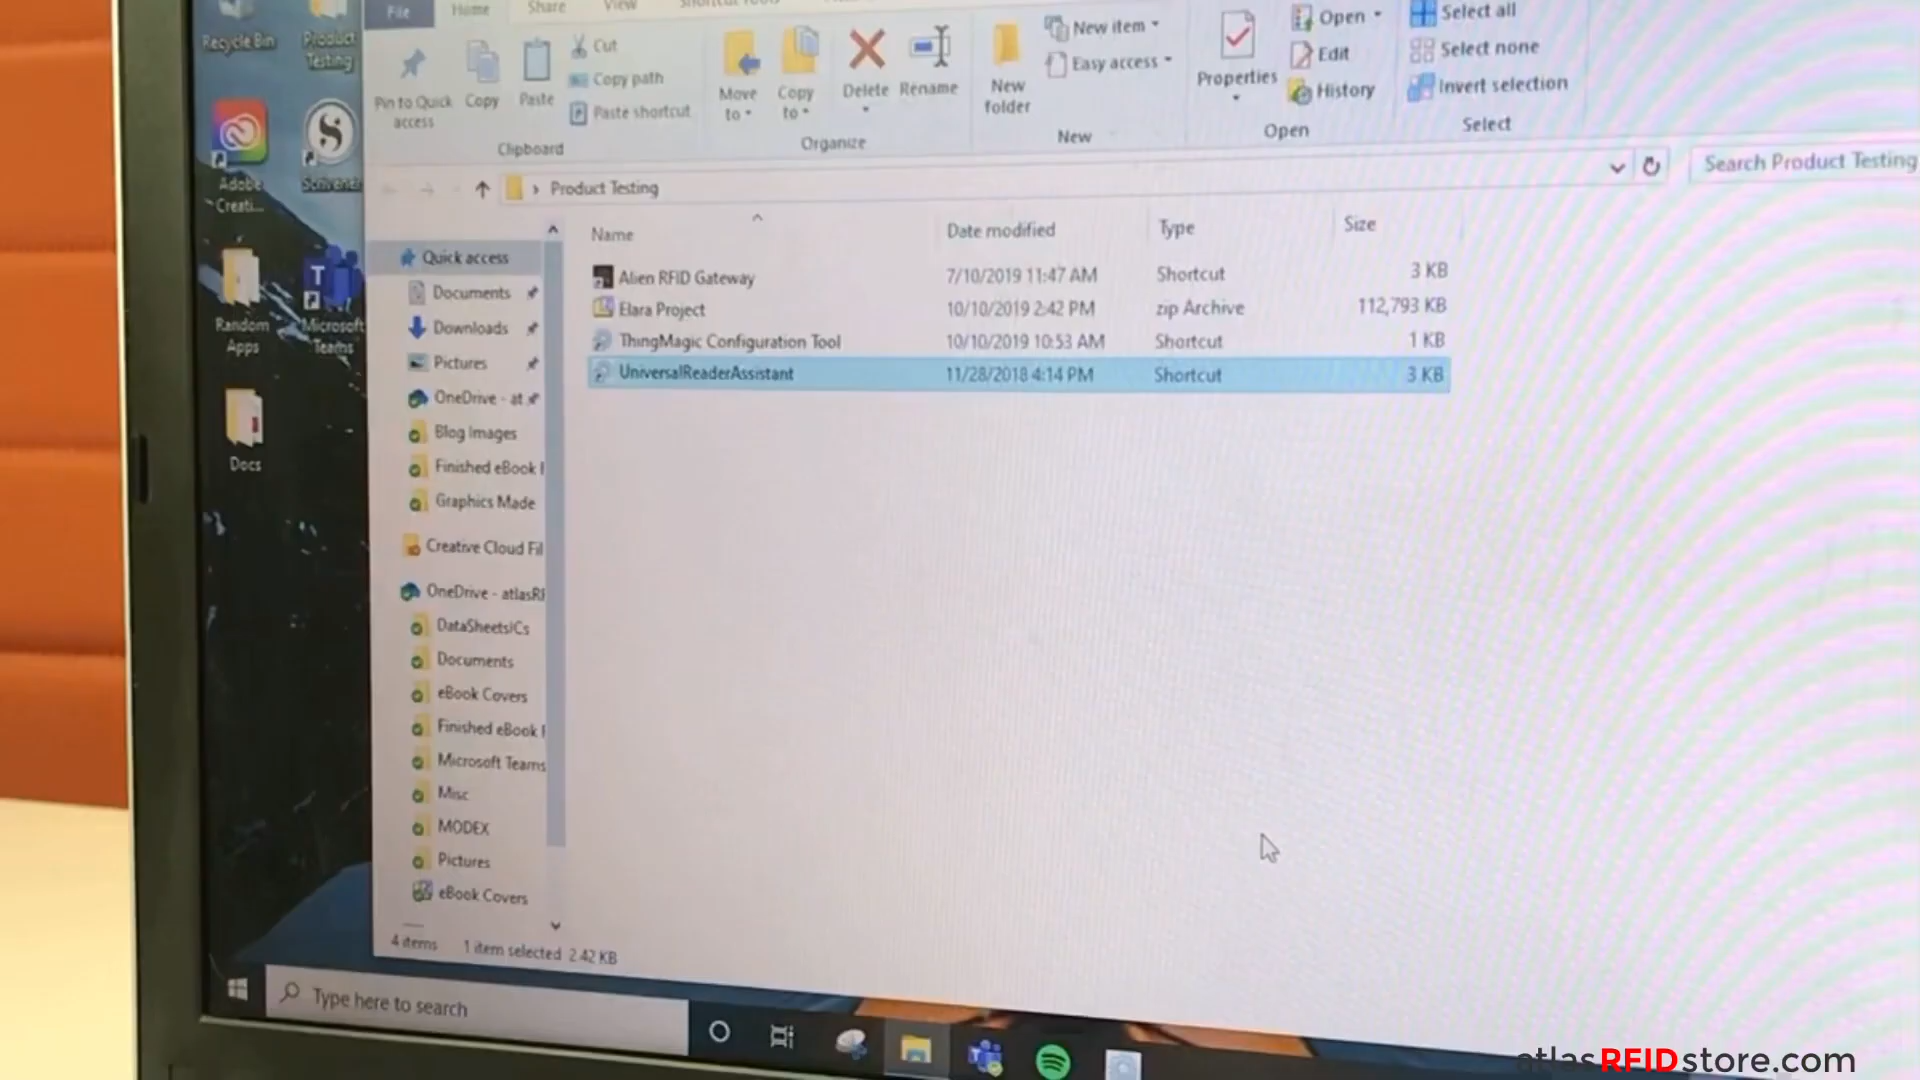 File
Home
Share
View
Recycle Bin
Product
Testing
Adobe
Creati...
Scrivener
Random
Apps
Microsoft
Teams
Docs
Pin to Quick
access
Copy
Paste
Cut
Copy path
Paste shortcut
Clipboard
Move
to
Copy
to
Delete
Rename
Organize
New
folder
New item
Easy access
New
Properties
Open
Edit
History
Open
Select all
Select none
Invert selection
Select
Product Testing
Search Product Testing
Name
Date modified
Type
Size
Alien RFID Gateway 7/10/2019 11:47 AM Shortcut 3 KB
Elara Project 10/10/2019 2:42 PM zip Archive 112,793 KB
ThingMagic Configuration Tool 10/10/2019 10:53 AM Shortcut 1 KB
UniversalReaderAssistant 11/28/2018 4:14 PM Shortcut 3 KB
Quick access
Documents
Downloads
Pictures
OneDrive - at
Blog Images
Finished eBook
Graphics Made
Creative Cloud Fil
OneDrive - atlasRF
DataSheetsICs
Documents
eBook Covers
Finished eBook
Microsoft Teams
Misc
MODEX
Pictures
eBook Covers
4 items 1 item selected 2.42 KB
Type here to search
atlasRFIDstore.com